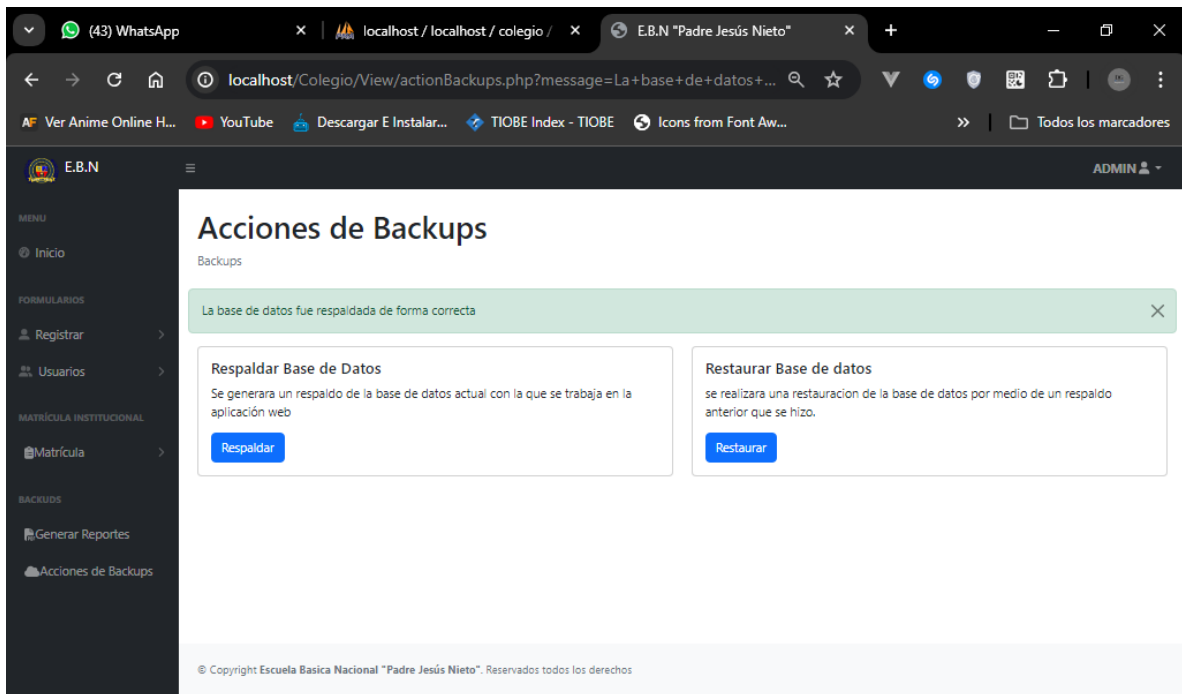 (43) WhatsApp
localhost / localhost / colegio /
E.B.N "Padre Jesús Nieto"
localhost/Colegio/View/actionBackups.php?message=La+base+de+datos+...
AF Ver Anime Online H...
YouTube
Descargar E Instalar...
TIOBE Index - TIOBE
Icons from Font Aw...
»
Todos los marcadores
E.B.N
ADMIN
MENU
Inicio
FORMULARIOS
Registrar
Usuarios
MATRÍCULA INSTITUCIONAL
Matrícula
BACKUDS
Generar Reportes
Acciones de Backups
Acciones de Backups
Backups
La base de datos fue respaldada de forma correcta
Respaldar Base de Datos
Se generara un respaldo de la base de datos actual con la que se trabaja en la
aplicación web
Respaldar
Restaurar Base de datos
se realizara una restauracion de la base de datos por medio de un respaldo
anterior que se hizo.
Restaurar
© Copyright Escuela Basica Nacional "Padre Jesús Nieto". Reservados todos los derechos